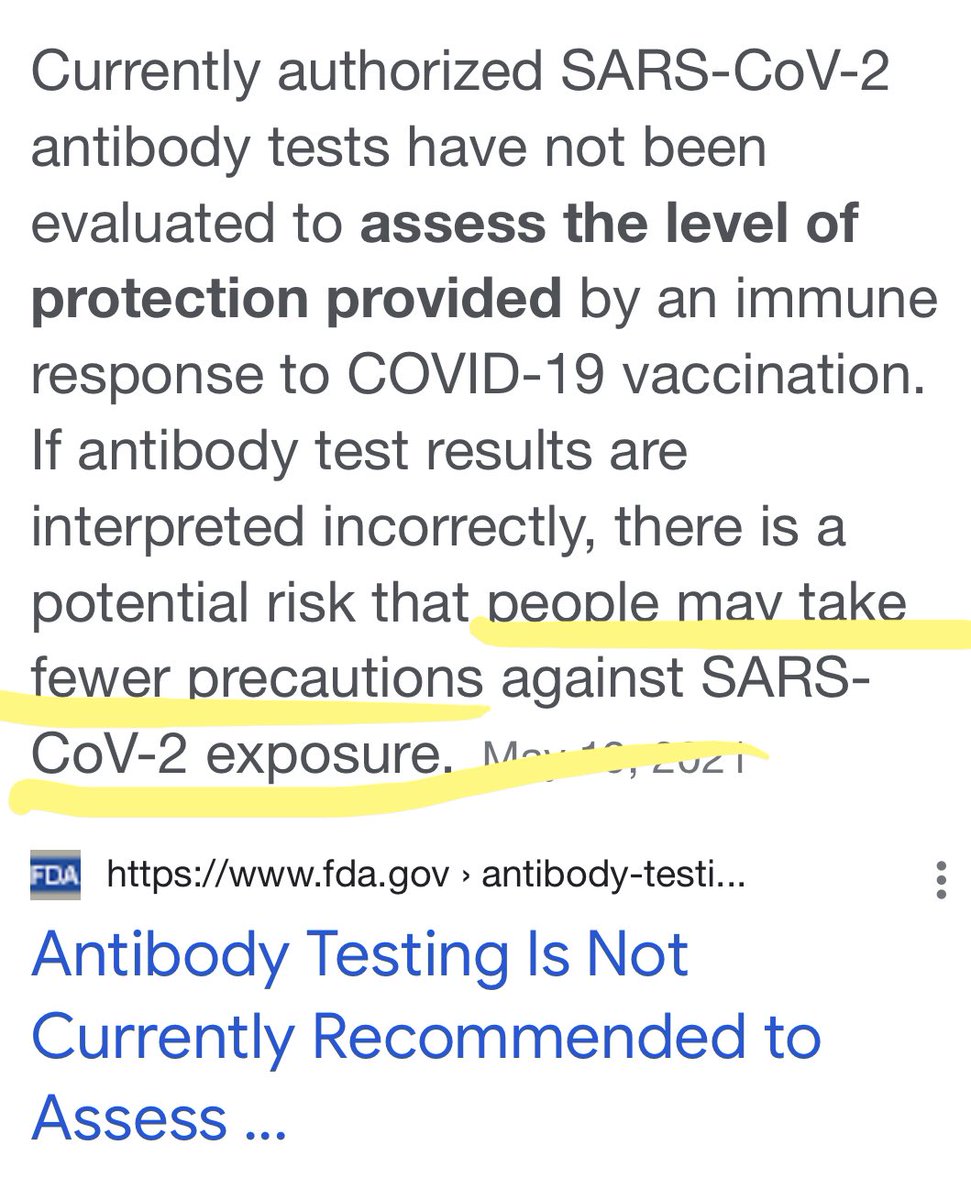 Currently authorized SARS-CoV-2
antibody tests have not been
evaluated to assess the level of
protection provided by an immune
response to COVID-19 vaccination.
If antibody test results are
interpreted incorrectly, there is a
potential risk that people may take
fewer precautions against SARS-
CoV-2 exposure. May 2021
FDA https://www.fda.gov › antibody-testi...
Antibody Testing Is Not
Currently Recommended to
Assess ...